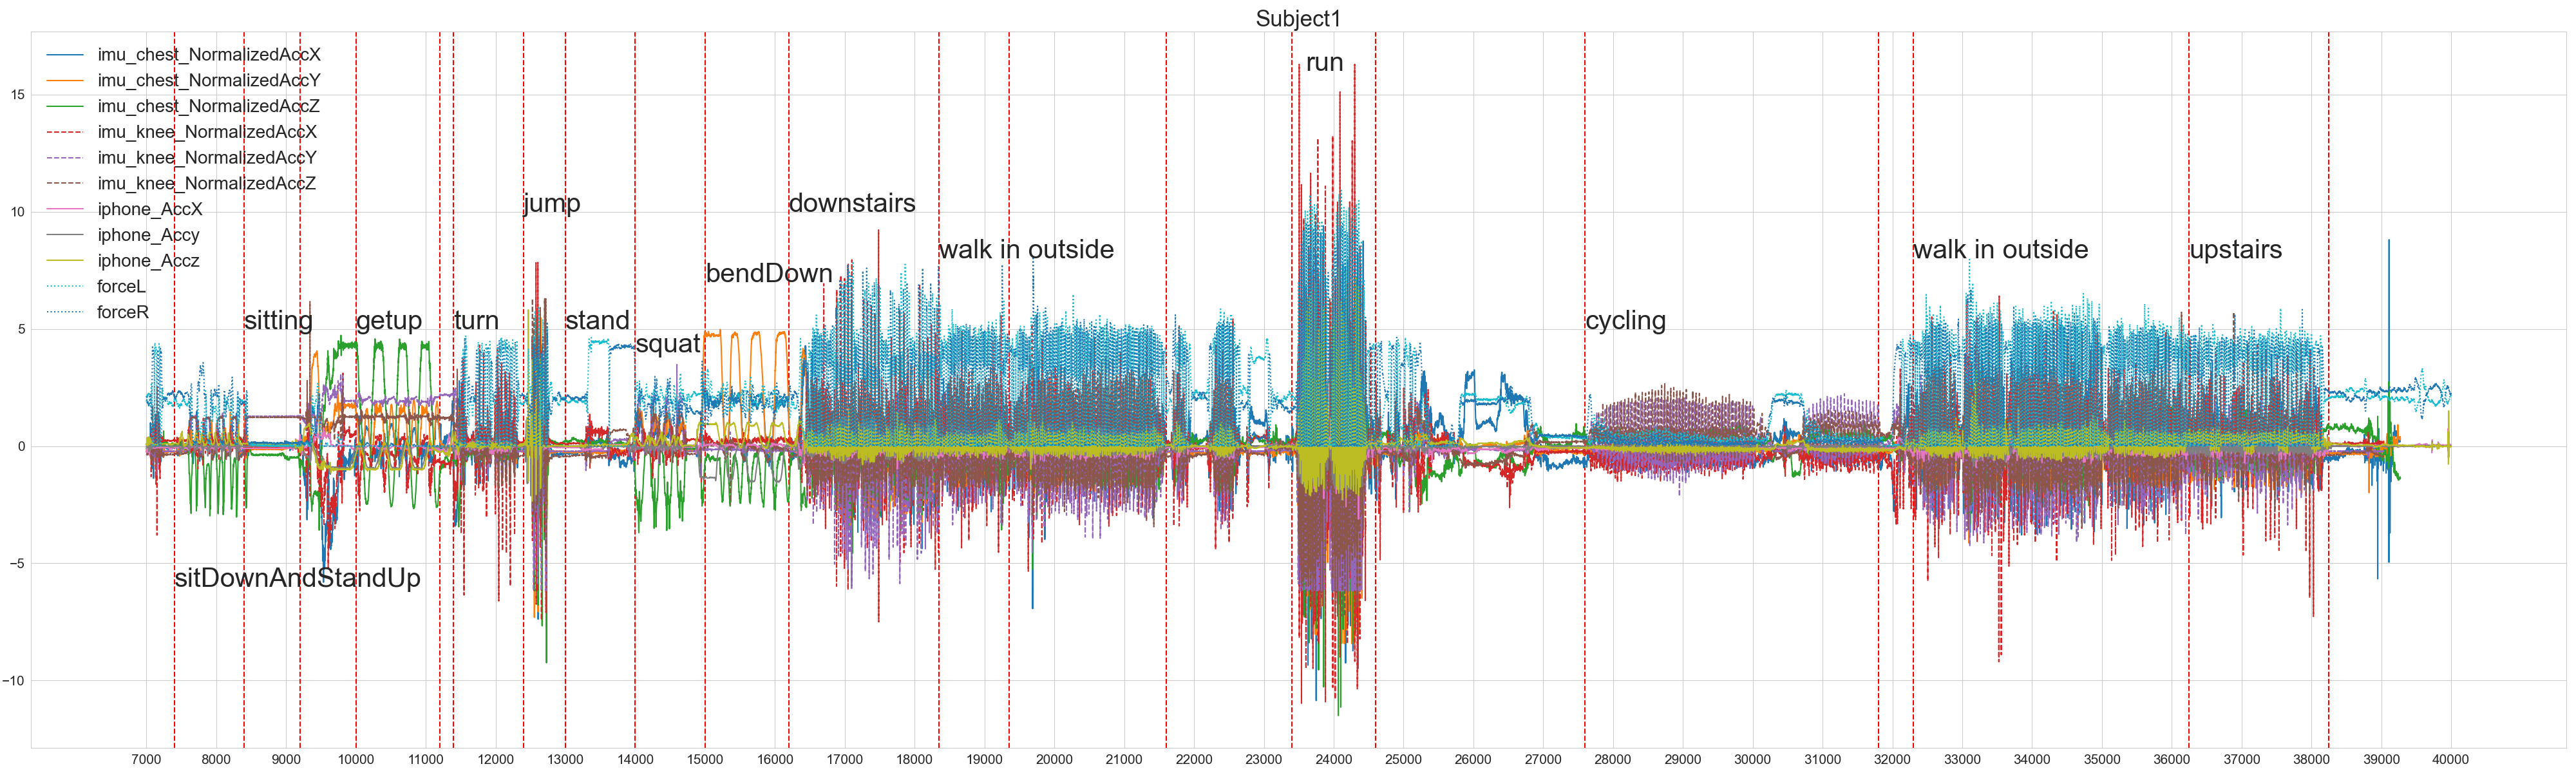 Subject1
imu_chest_NormalizedAccX
imu_chest_NormalizedAccY
imu_chest_NormalizedAccZ
imu_knee_NormalizedAccX
imu_knee_NormalizedAccY
imu_knee_NormalizedAccZ
iphone_AccX
iphone_Accy
iphone_Accz
forceL
forceR
run
jump
downstairs
walk in outside
walk in outside
upstairs
bendDown
sitting
getup
turn
stand
cycling
squat
sitDownAndStandUp
15
10
5
0
−5
−10
7000 8000 9000 10000 11000 12000 13000 14000 15000 16000 17000 18000 19000 20000 21000 22000 23000 24000 25000 26000 27000 28000 29000 30000 31000 32000 33000 34000 35000 36000 37000 38000 39000 40000